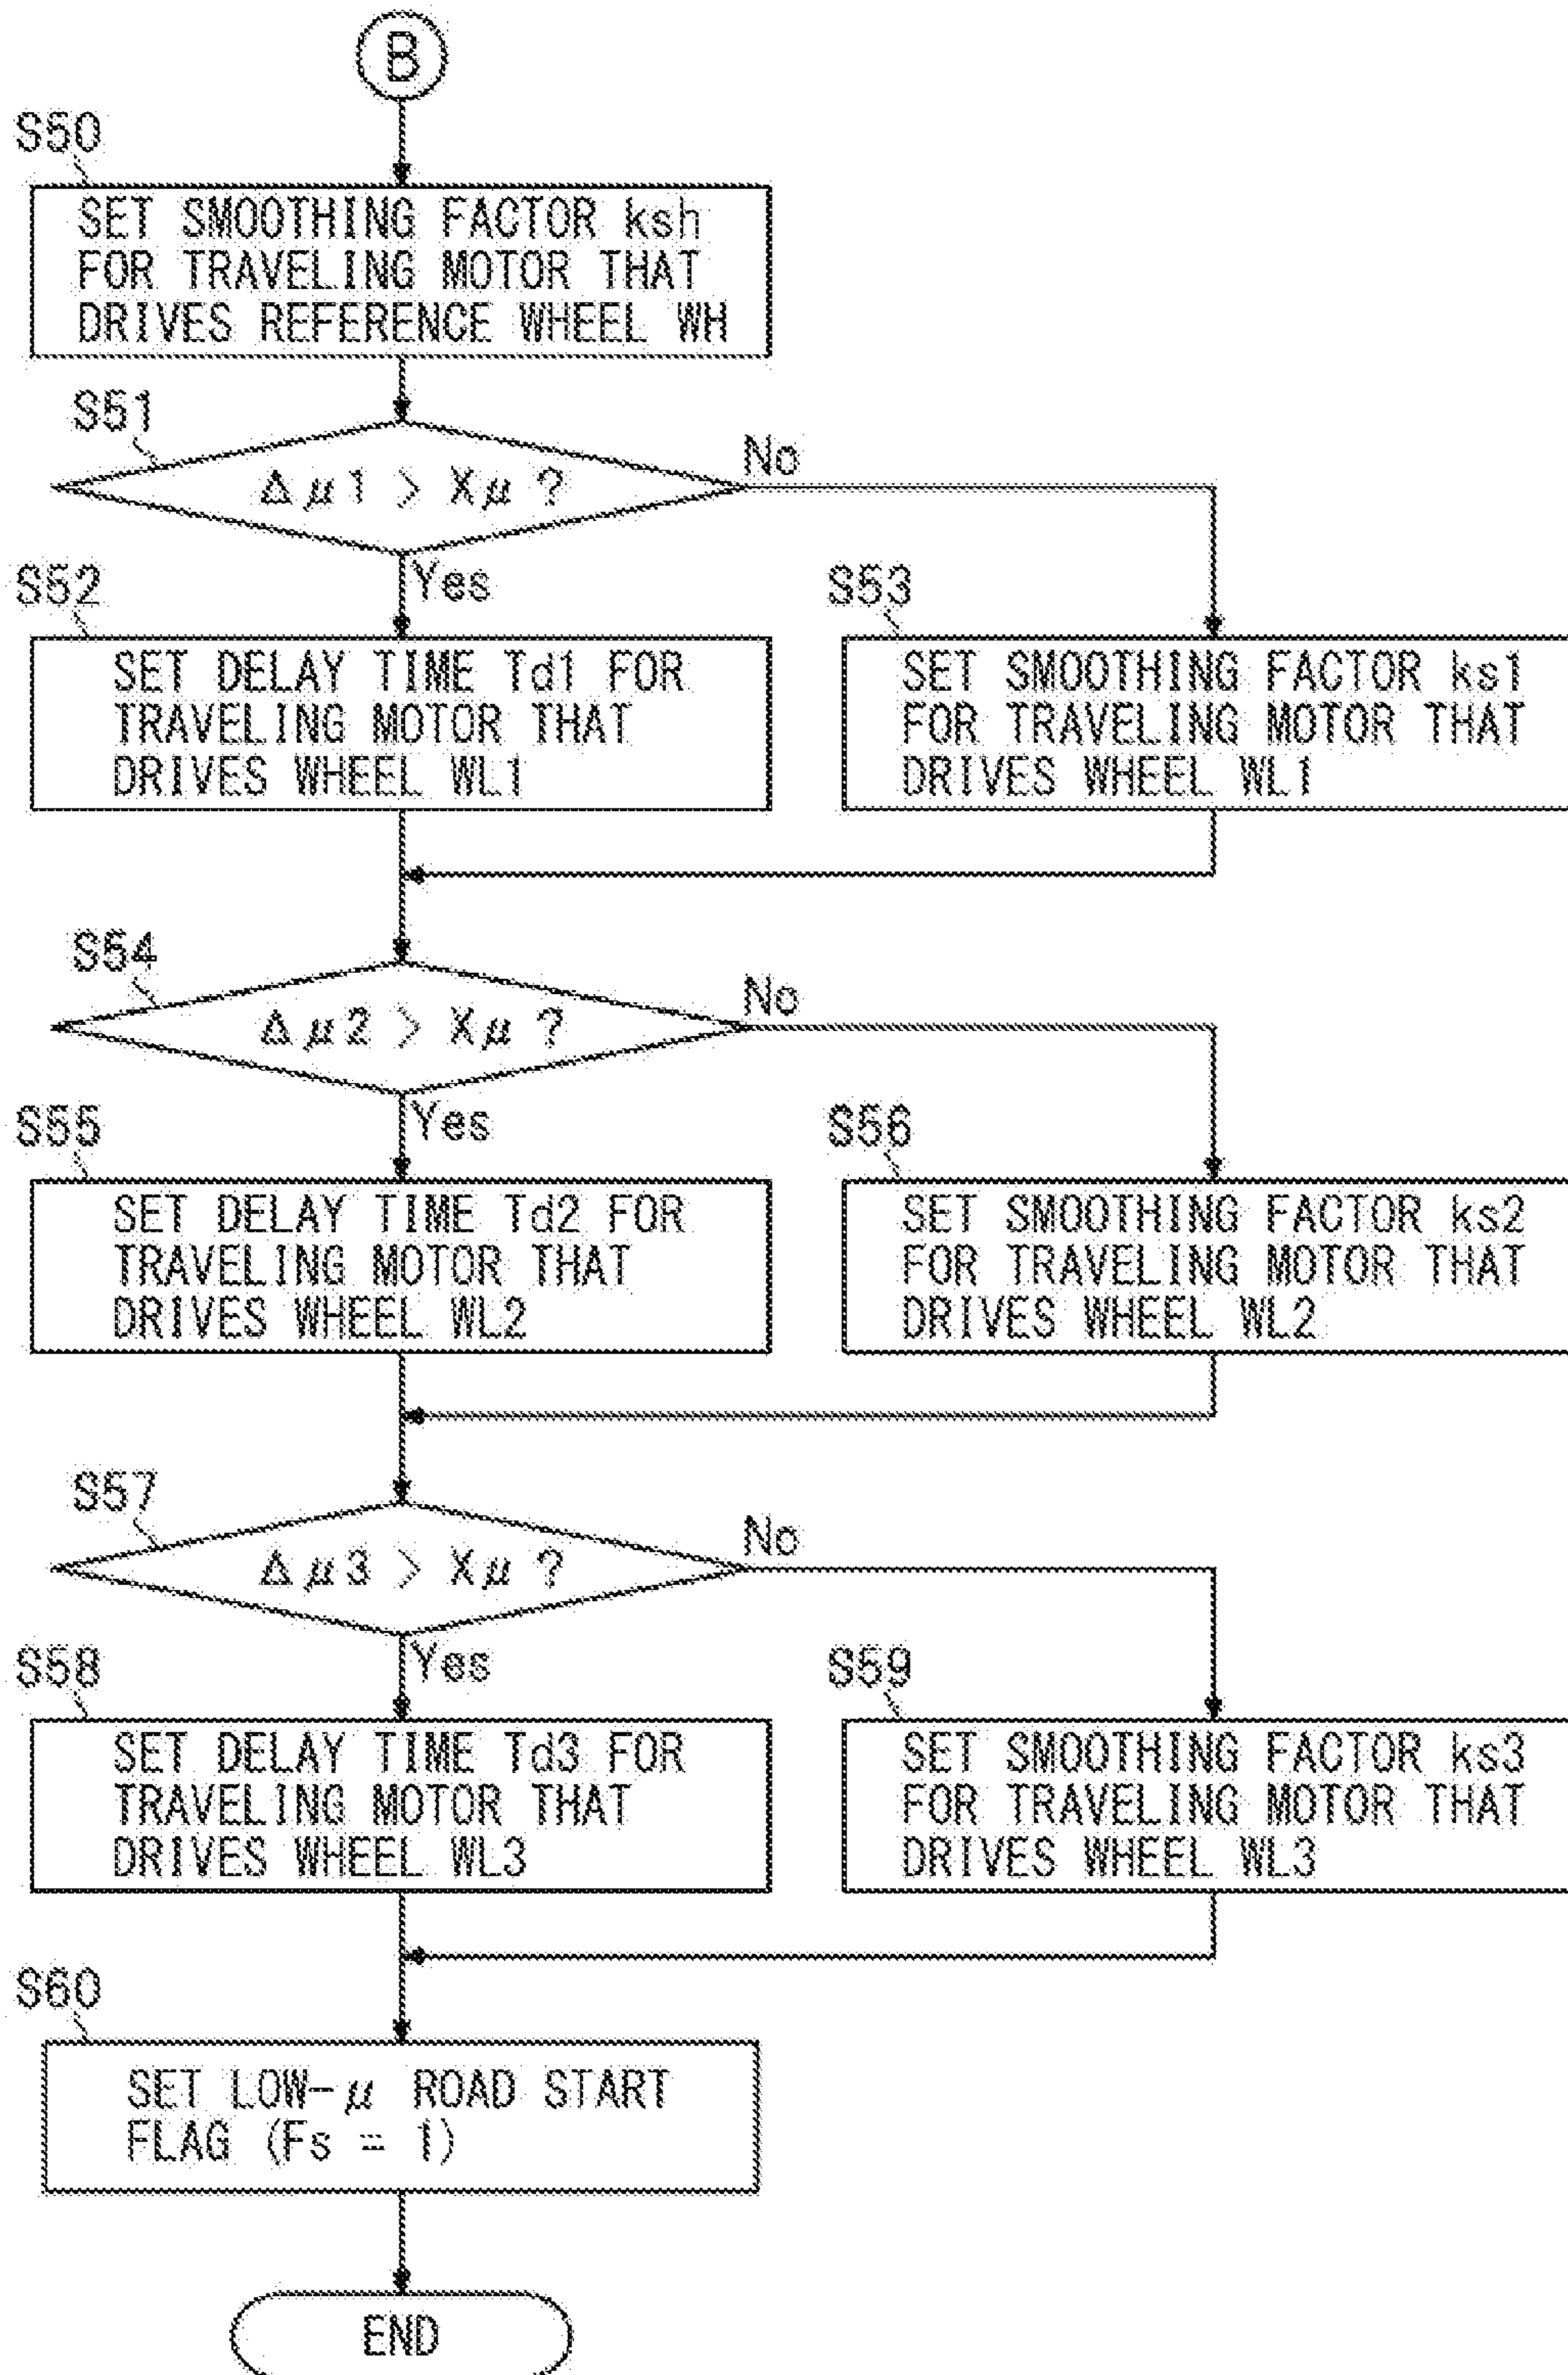 B
S50
SET SMOOTHING FACTOR ksh
FOR TRAVELING MOTOR THAT
DRIVES REFERENCE WHEEL WH
S51
Δμ1 > Xμ ?
No
Yes
S52
SET DELAY TIME Td1 FOR
TRAVELING MOTOR THAT
DRIVES WHEEL WL1
S53
SET SMOOTHING FACTOR ks1
FOR TRAVELING MOTOR THAT
DRIVES WHEEL WL1
S54
Δμ2 > Xμ ?
No
Yes
S55
SET DELAY TIME Td2 FOR
TRAVELING MOTOR THAT
DRIVES WHEEL WL2
S56
SET SMOOTHING FACTOR ks2
FOR TRAVELING MOTOR THAT
DRIVES WHEEL WL2
S57
Δμ3 > Xμ ?
No
Yes
S58
SET DELAY TIME Td3 FOR
TRAVELING MOTOR THAT
DRIVES WHEEL WL3
S59
SET SMOOTHING FACTOR ks3
FOR TRAVELING MOTOR THAT
DRIVES WHEEL WL3
S60
SET LOW-μ ROAD START
FLAG (Fs = 1)
END